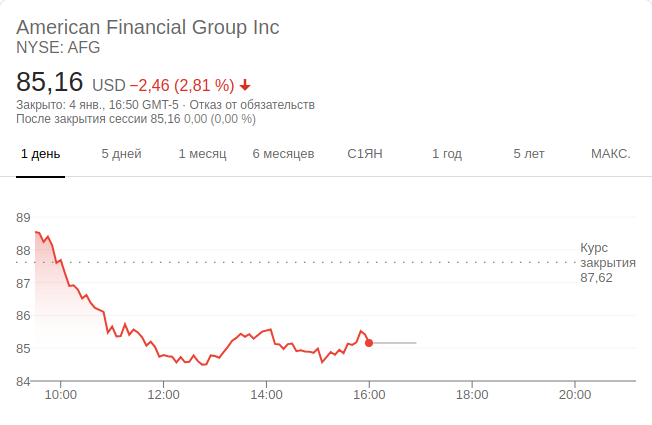 American Financial Group Inc
NYSE: AFG
85,16 USD −2,46 (2,81 %)
Закрыто: 4 янв., 16:50 GMT-5 · Отказ от обязательств
После закрытия сессии 85,16 0,00 (0,00 %)
1 день 5 дней 1 месяц 6 месяцев С1ЯН 1 год 5 лет МАКС.
89
88
87
86
85
84
Курс
закрытия
87,62
10:00 12:00 14:00 16:00 18:00 20:00